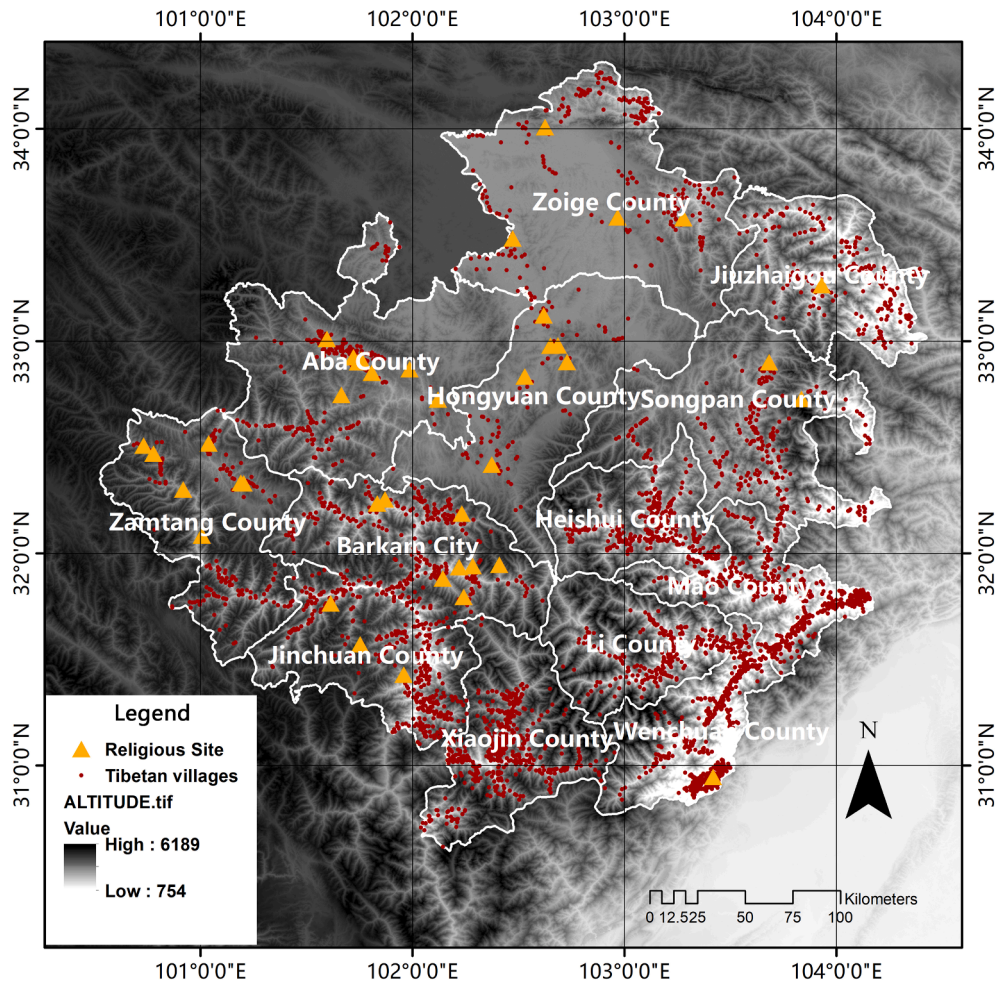 101°0'0"E 102°0'0"E 103°0'0"E 104°0'0"E
34°0'0"N 34°0'0"N
Zoige County
Jiuzhaigou County
33°0'0"N 33°0'0"N
Aba County
Hongyuan County Songpan County
Zamtang County Heishui County
32°0'0"N 32°0'0"N
Barkam City
Mao County
Li County
Jinchuan County
Xiaojin County Wenchuan County
31°0'0"N 31°0'0"N
N
Legend
Religious Site
Tibetan villages
ALTITUDE.tif
Value
High : 6189
Low : 754
Kilometers
0 12.525 50 75 100
101°0'0"E 102°0'0"E 103°0'0"E 104°0'0"E